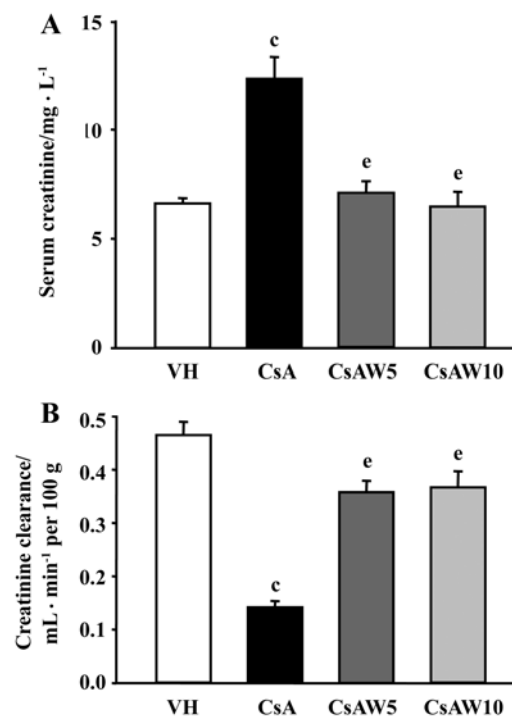 A
15
c
10
e
e
Serum creatinine/mg · L⁻¹
5
0
VH CsA CsAW5 CsAW10
B
0.5
e
e
0.4
0.3
Creatinine clearance/
mL · min⁻¹ per 100 g
0.2
c
0.1
0.0
VH CsA CsAW5 CsAW10